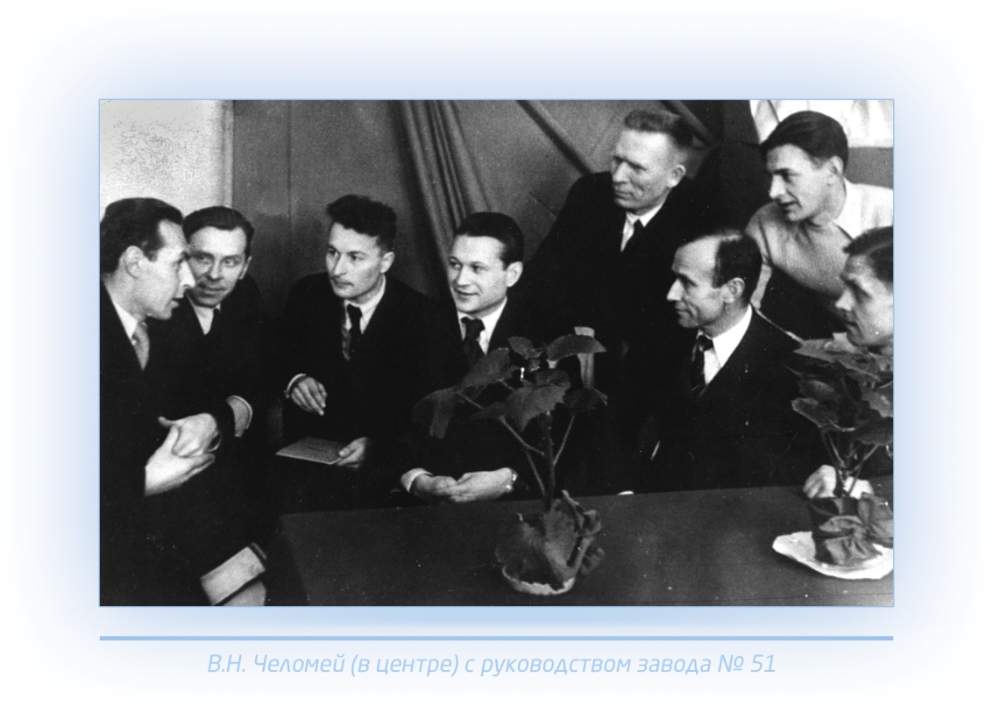 В.Н. Челомей (в центре) с руководством завода № 51